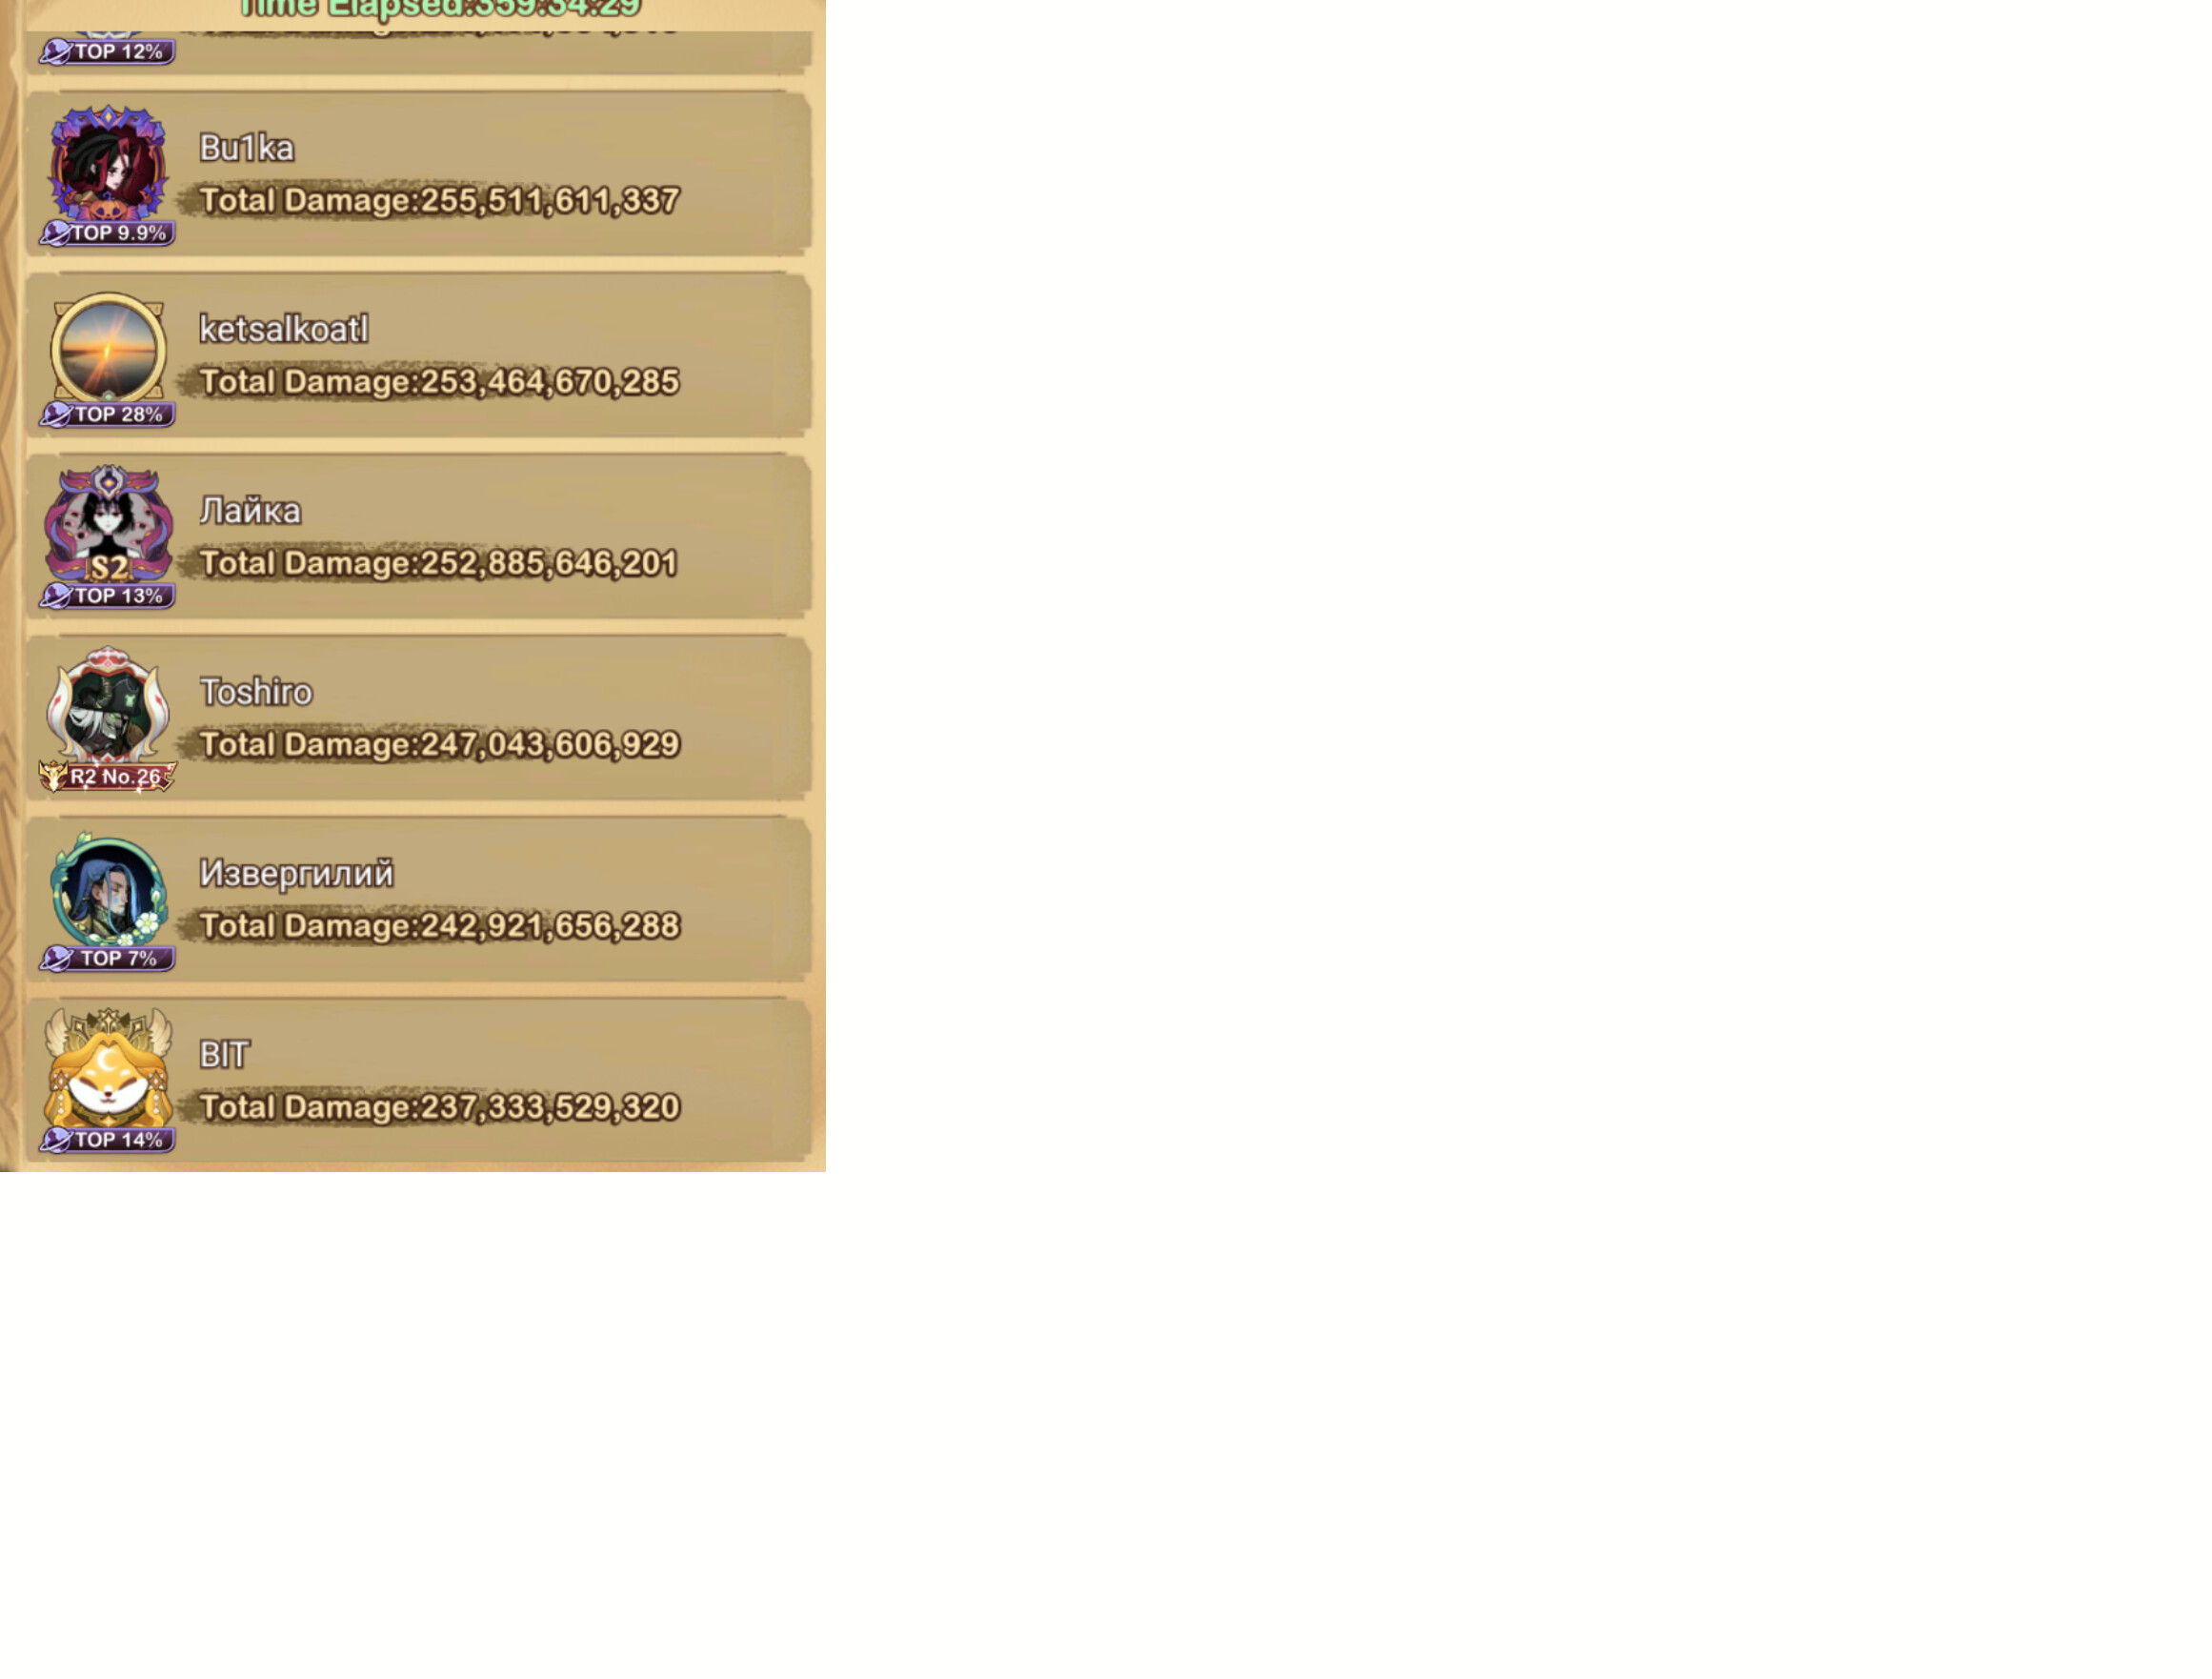 Time Elapsed:359:34:29
TOP 12%
Bu1ka
Total Damage:255,511,611,337
TOP 9.9%
ketsalkoatl
Total Damage:253,464,670,285
TOP 28%
Лайка
Total Damage:252,885,646,201
S2
TOP 13%
Toshiro
Total Damage:247,043,606,929
R2 No.26
Извергилий
Total Damage:242,921,656,288
TOP 7%
BIT
Total Damage:237,333,529,320
TOP 14%